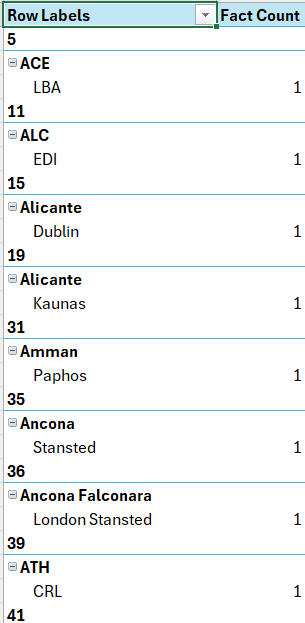 Row Labels Fact Count
5
ACE
LBA 1
11
ALC
EDI 1
15
Alicante
Dublin 1
19
Alicante
Kaunas 1
31
Amman
Paphos 1
35
Ancona
Stansted 1
36
Ancona Falconara
London Stansted 1
39
ATH
CRL 1
41